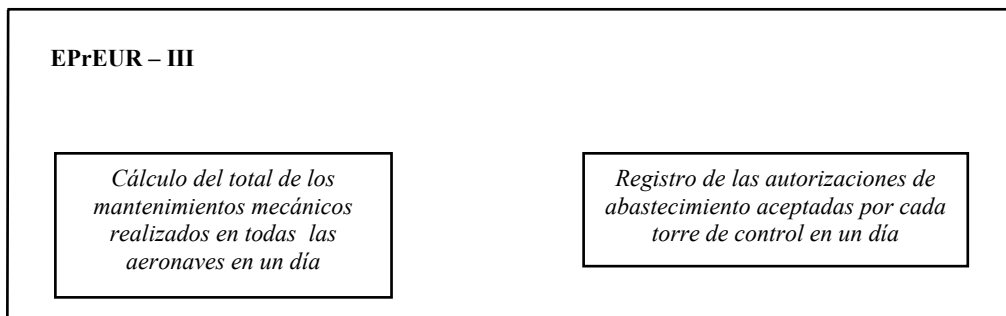 EPrEUR – III
Cálculo del total de los
mantenimientos mecánicos
realizados en todas las
aeronaves en un día
Registro de las autorizaciones de
abastecimiento aceptadas por cada
torre de control en un día